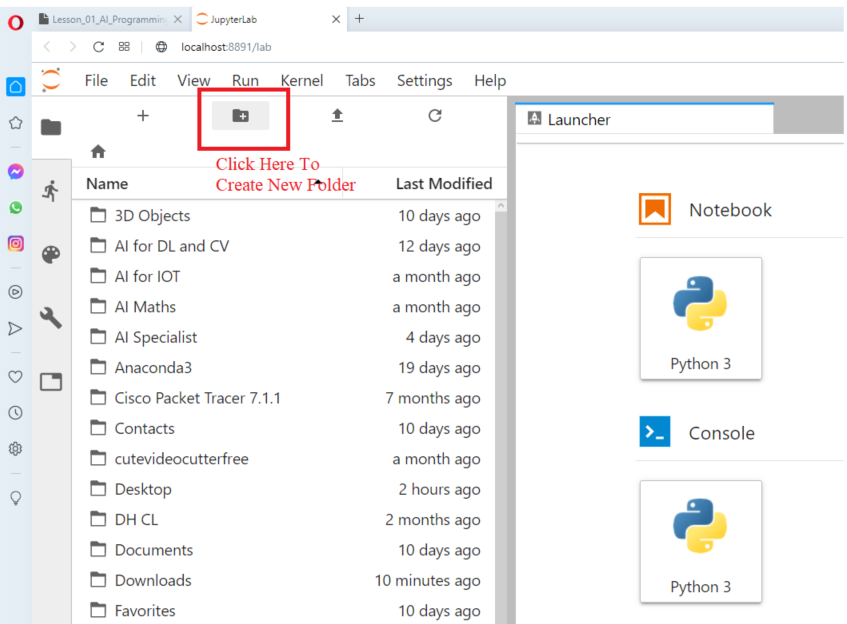 Lesson_01_AI_Programmin
JupyterLab
localhost:8891/lab
File Edit View Run Kernel Tabs Settings Help
Launcher
Click Here To
Create New Folder
Name Last Modified
3D Objects 10 days ago
AI for DL and CV 12 days ago
AI for IOT a month ago
AI Maths a month ago
AI Specialist 4 days ago
Anaconda3 19 days ago
Cisco Packet Tracer 7.1.1 7 months ago
Contacts 10 days ago
cutevideocutterfree a month ago
Desktop 2 hours ago
DH CL 2 months ago
Documents 10 days ago
Downloads 10 minutes ago
Favorites 10 days ago
Notebook
Python 3
Console
Python 3